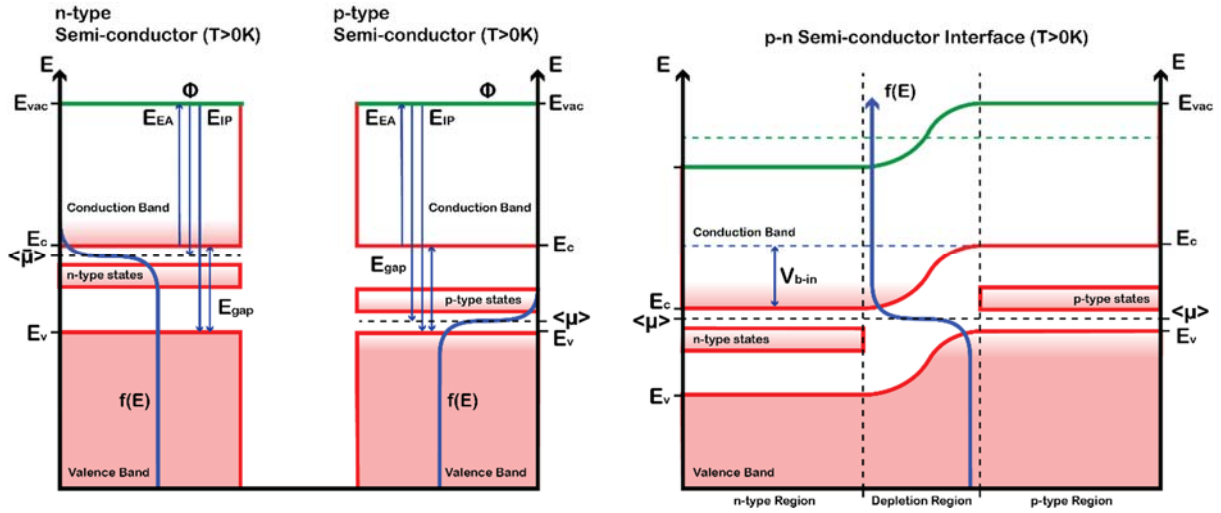 n-type
Semi-conductor (T>0K)
E
Evac
Φ
EEA
EIP
Conduction Band
Ec
<μ̄>
n-type states
Egap
Ev
f(E)
Valence Band
p-type
Semi-conductor (T>0K)
E
Φ
Evac
EEA
EIP
Conduction Band
Ec
Egap
p-type states
<μ>
Ev
f(E)
Valence Band
p-n Semi-conductor Interface (T>0K)
E
E
f(E)
Evac
Conduction Band
Ec
Vb-in
Ec
p-type states
<μ>
<μ>
n-type states
Ev
Ev
Valence Band
n-type Region
Depletion Region
p-type Region